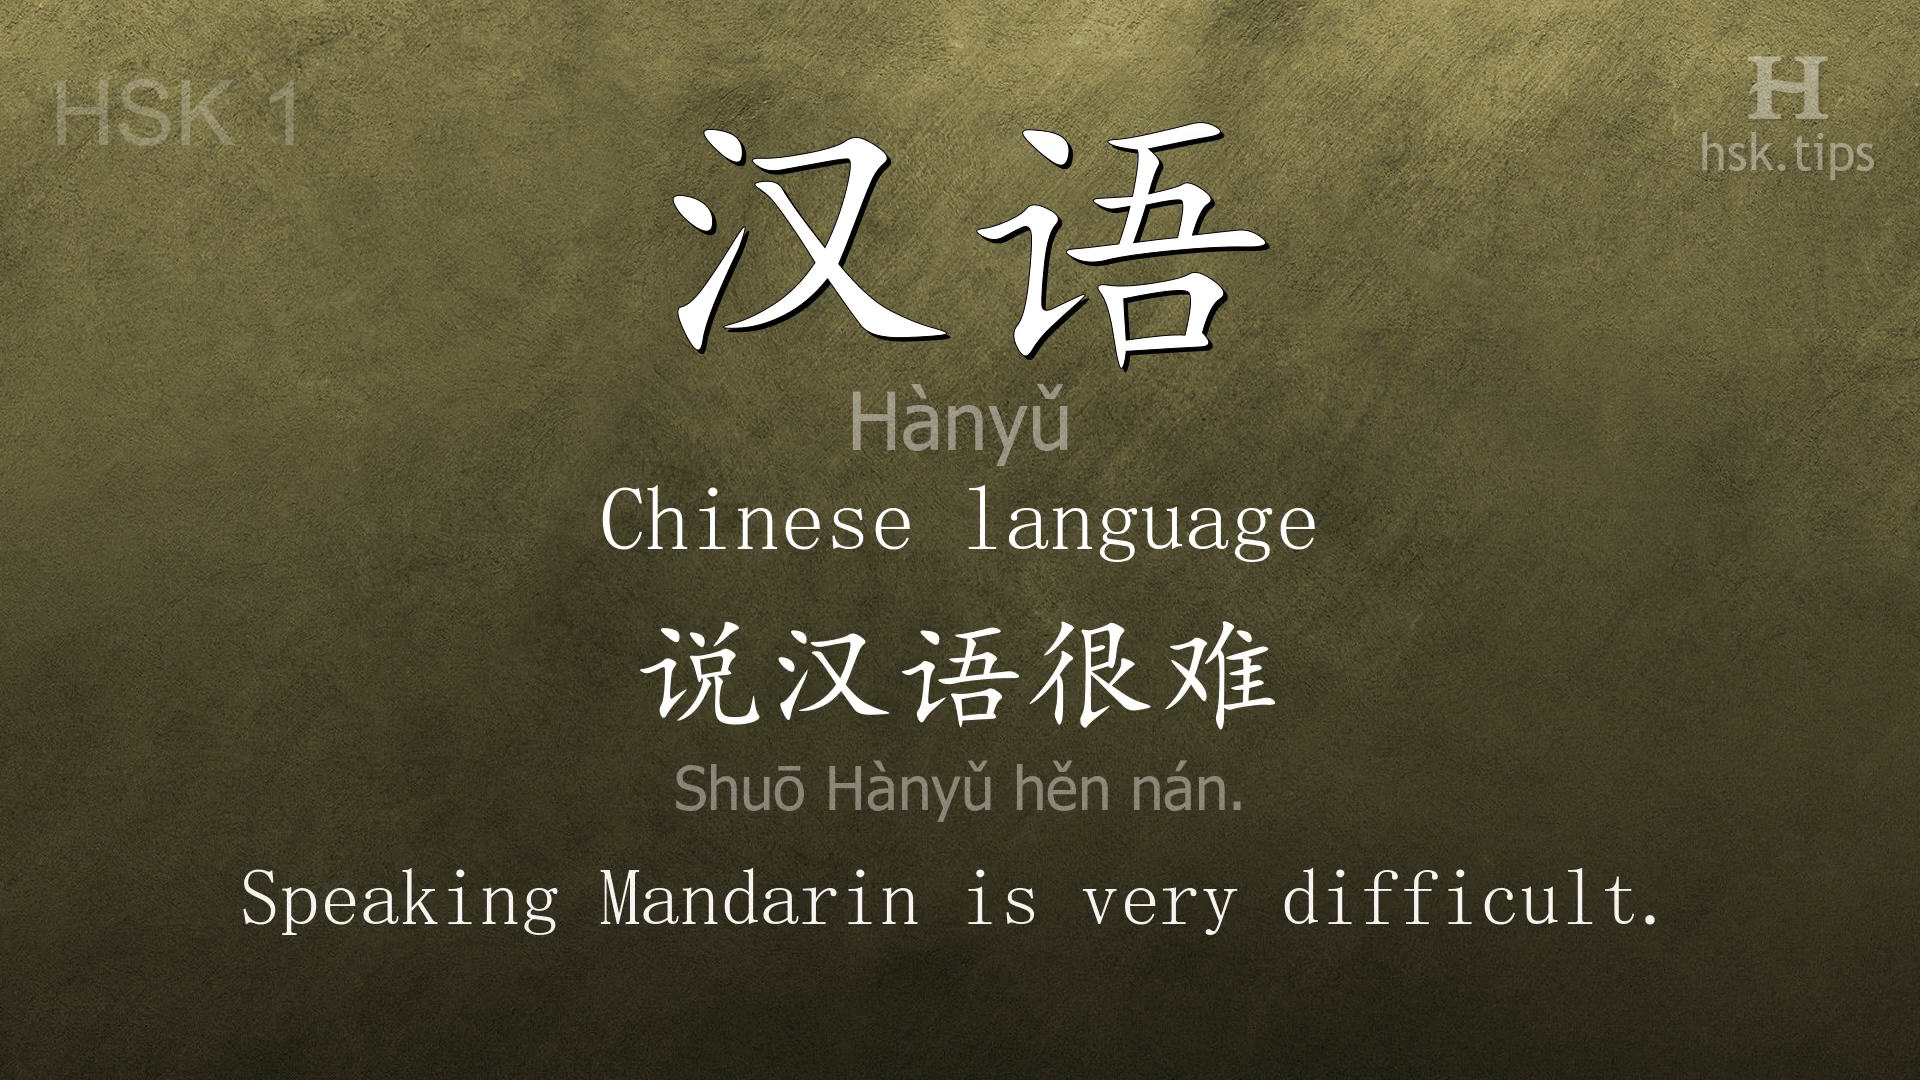 HSK 1
H
hsk.tips
汉语
Hànyǔ
Chinese language
说汉语很难
Shuō Hànyǔ hěn nán.
Speaking Mandarin is very difficult.